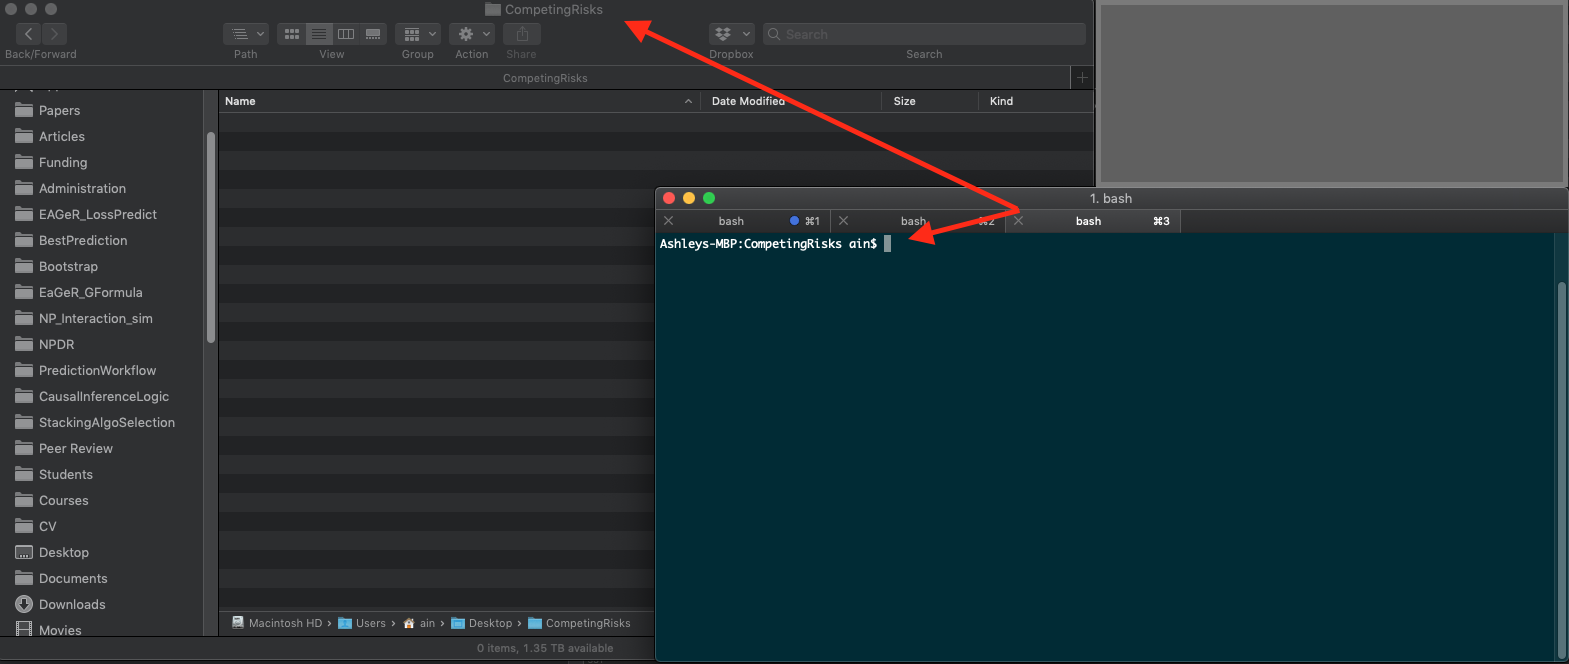 CompetingRisks
Back/Forward
Path
View
Group
Action
Share
Dropbox
Search
Search
CompetingRisks
Papers
Articles
Funding
Administration
EAGeR_LossPredict
BestPrediction
Bootstrap
EaGeR_GFormula
NP_Interaction_sim
NPDR
PredictionWorkflow
CausalInferenceLogic
StackingAlgoSelection
Peer Review
Students
Courses
CV
Desktop
Documents
Downloads
Movies
Name Date Modified Size Kind
Macintosh HD › Users › ain › Desktop › CompetingRisks
0 items, 1.35 TB available
1. bash
bash ⌘1 bash ⌘2 bash ⌘3
Ashleys-MBP:CompetingRisks ain$